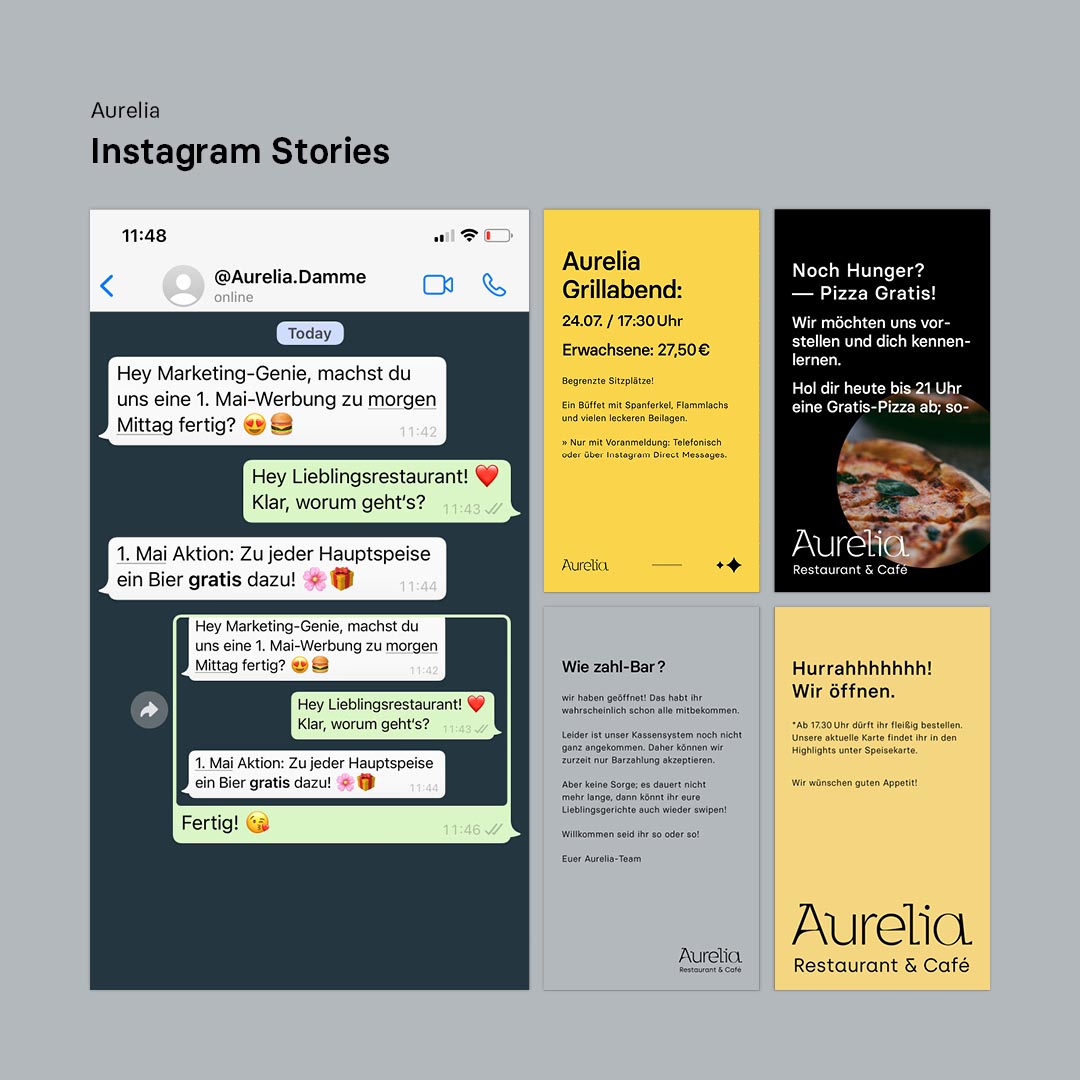 Aurelia
Instagram Stories
11:48
@Aurelia.Damme
online
Today
Hey Marketing-Genie, machst du
uns eine 1. Mai-Werbung zu morgen
Mittag fertig? 😍🍔
11:42
Hey Lieblingsrestaurant! ❤️
Klar, worum geht's?
11:43
1. Mai Aktion: Zu jeder Hauptspeise
ein Bier gratis dazu! 🌸🎁
11:44
Hey Marketing-Genie, machst du
uns eine 1. Mai-Werbung zu morgen
Mittag fertig? 😍🍔
11:42
Hey Lieblingsrestaurant! ❤️
Klar, worum geht's?
11:43
1. Mai Aktion: Zu jeder Hauptspeise
ein Bier gratis dazu! 🌸🎁
11:44
Fertig! 😘
11:46
Aurelia
Grillabend:
24.07. / 17:30 Uhr
Erwachsene: 27,50 €
Begrenzte Sitzplätze!
Ein Büffet mit Spanferkel, Flammlachs
und vielen leckeren Beilagen.
» Nur mit Voranmeldung: Telefonisch
oder über Instagram Direct Messages.
Aurelia
Noch Hunger?
— Pizza Gratis!
Wir möchten uns vor-
stellen und dich kennen-
lernen.
Hol dir heute bis 21 Uhr
eine Gratis-Pizza ab; so-
Aurelia
Restaurant & Café
Wie zahl-Bar?
wir haben geöffnet! Das habt ihr
wahrscheinlich schon alle mitbekommen.
Leider ist unser Kassensystem noch nicht
ganz angekommen. Daher können wir
zurzeit nur Barzahlung akzeptieren.
Aber keine Sorge; es dauert nicht
mehr lange, dann könnt ihr eure
Lieblingsgerichte auch wieder swipen!
Willkommen seid ihr so oder so!
Euer Aurelia-Team
Aurelia
Restaurant & Café
Hurrahhhhhhh!
Wir öffnen.
*Ab 17.30 Uhr dürft ihr fleißig bestellen.
Unsere aktuelle Karte findet ihr in den
Highlights unter Speisekarte.
Wir wünschen guten Appetit!
Aurelia
Restaurant & Café